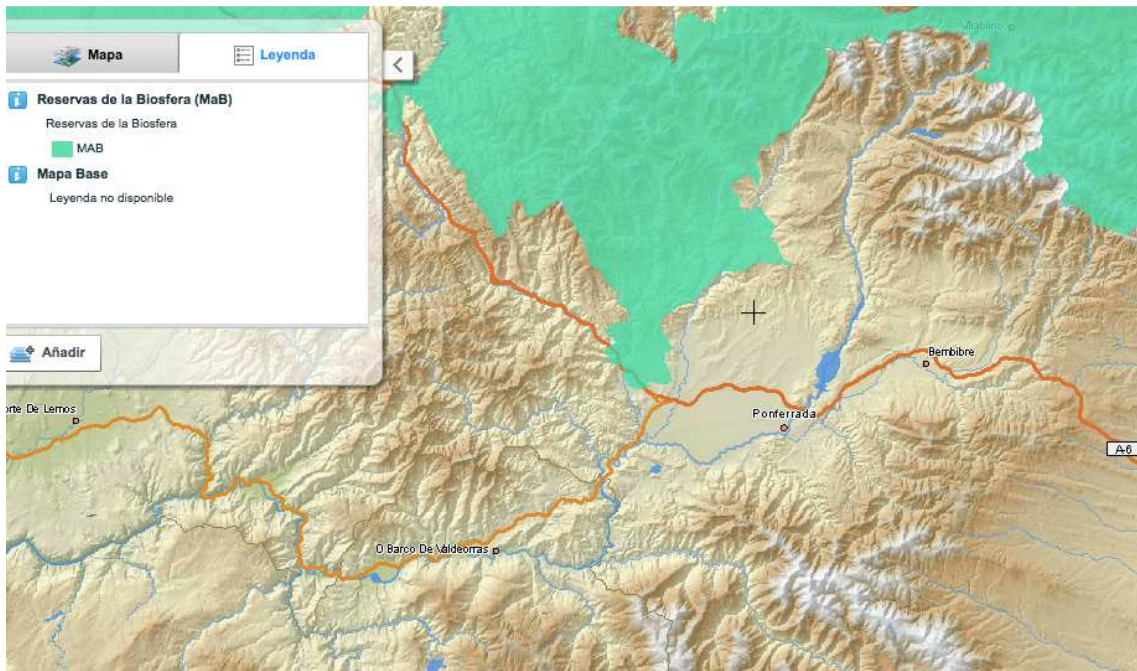 Mapa
Leyenda
Villablino
Reservas de la Biosfera (MaB)
Reservas de la Biosfera
MAB
Mapa Base
Leyenda no disponible
Añadir
Bembibre
orte De Lemos
Ponferrada
A-6
O Barco De Valdeorras